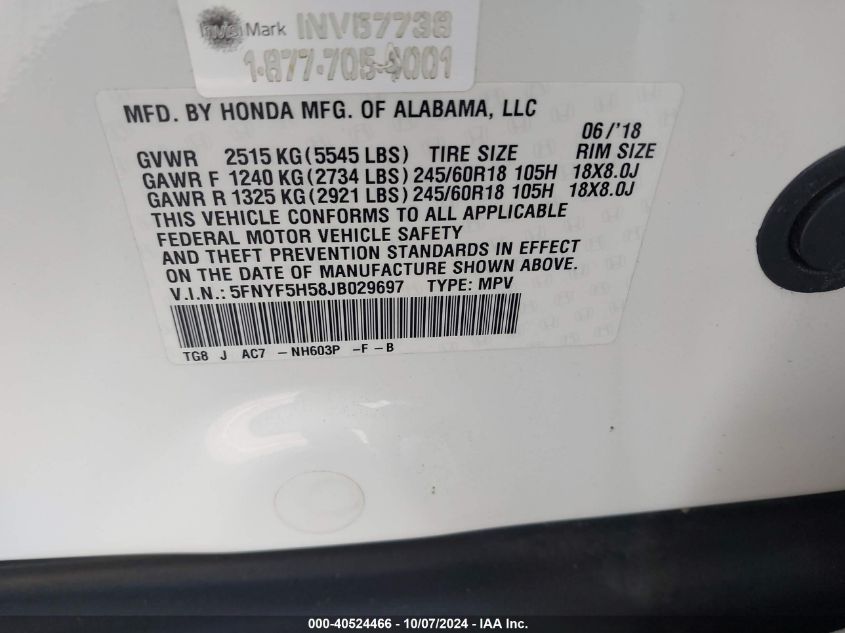 InvisiMark INV57738
1-877-705-4001
MFD. BY HONDA MFG. OF ALABAMA, LLC
06/'18
GVWR 2515 KG (5545 LBS) TIRE SIZE RIM SIZE
GAWR F 1240 KG (2734 LBS) 245/60R18 105H 18X8.0J
GAWR R 1325 KG (2921 LBS) 245/60R18 105H 18X8.0J
THIS VEHICLE CONFORMS TO ALL APPLICABLE
FEDERAL MOTOR VEHICLE SAFETY
AND THEFT PREVENTION STANDARDS IN EFFECT
ON THE DATE OF MANUFACTURE SHOWN ABOVE.
V.I.N.: 5FNYF5H58JB029697 TYPE: MPV
TG8 J AC7 -NH603P -F-B
000-40524466 - 10/07/2024 - IAA Inc.